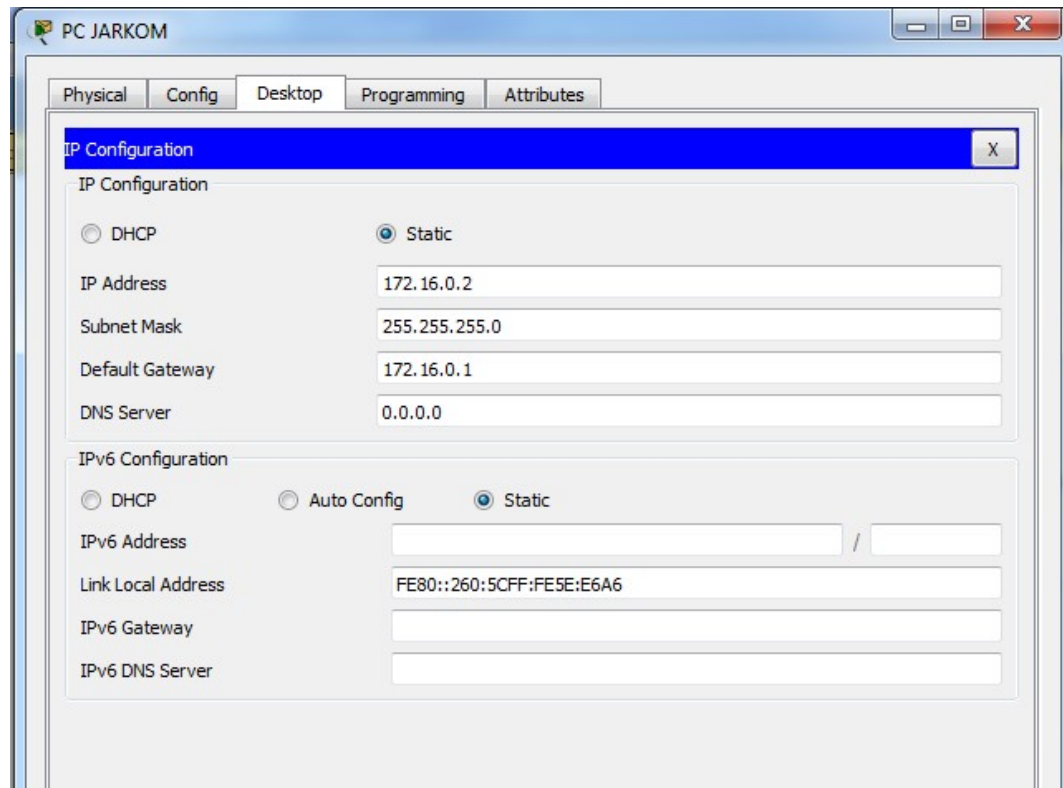 PC JARKOM
Physical Config Desktop Programming Attributes
IP Configuration X
IP Configuration
DHCP Static
IP Address 172.16.0.2
Subnet Mask 255.255.255.0
Default Gateway 172.16.0.1
DNS Server 0.0.0.0
IPv6 Configuration
DHCP Auto Config Static
IPv6 Address /
Link Local Address FE80::260:5CFF:FE5E:E6A6
IPv6 Gateway
IPv6 DNS Server